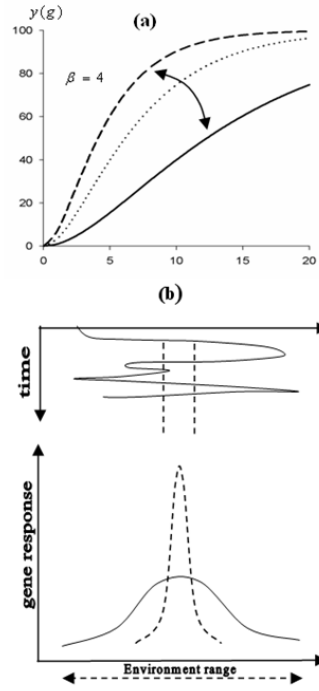 (a)
y(g)
100
80
60
40
20
0
β = 4
0 5 10 15 20
(b)
time
gene response
Environment range